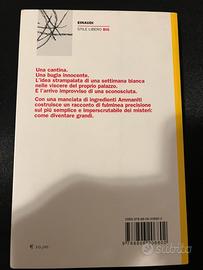 EINAUDI
STILE LIBERO BIG
Una cantina.
Una bugia innocente.
L'idea strampalata di una settimana bianca
nelle viscere del proprio palazzo.
E l'arrivo improvviso di una sconosciuta.
Con una manciata di ingredienti Ammaniti
costruisce un racconto di fulminea precisione
sul più semplice e imperscrutabile dei misteri:
come diventare grandi.
€ 10,00
Subito